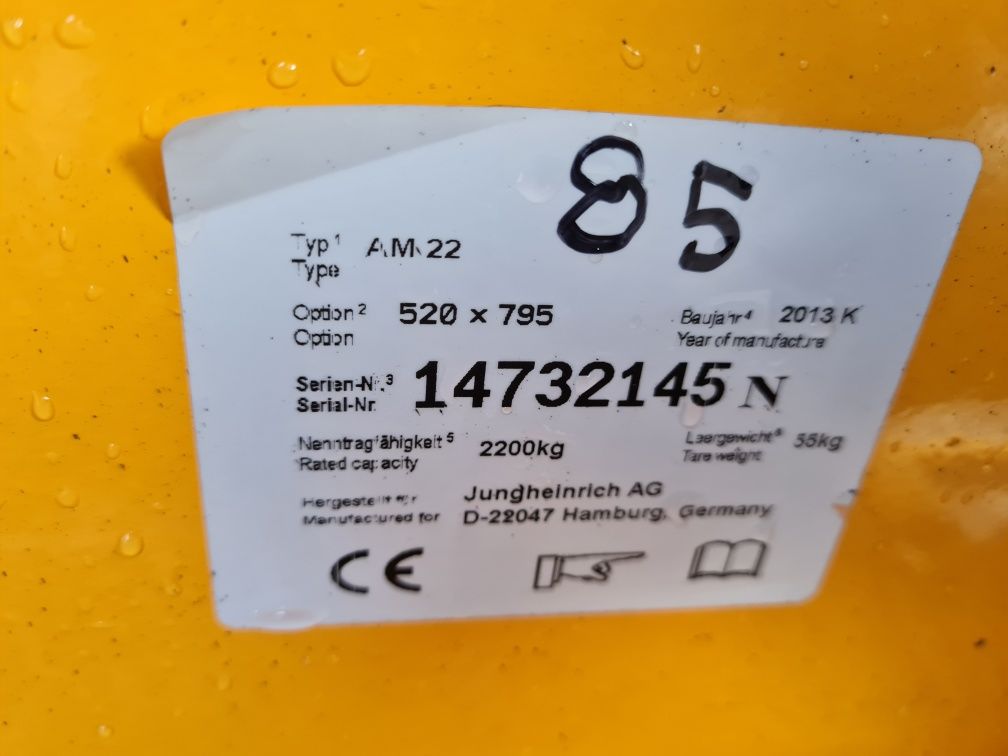 85
Typ¹ AM 22
Type
Option² 520 x 795
Option
Baujahr⁴ 2013 K
Year of manufacture
Serien-Nr.³ 14732145 N
Serial-Nr.
Nenntragfähigkeit⁵ 2200kg
Rated capacity
Leergewicht⁶
Tare weight
Hergestellt für Jungheinrich AG
Manufactured for D-22047 Hamburg, Germany
CE